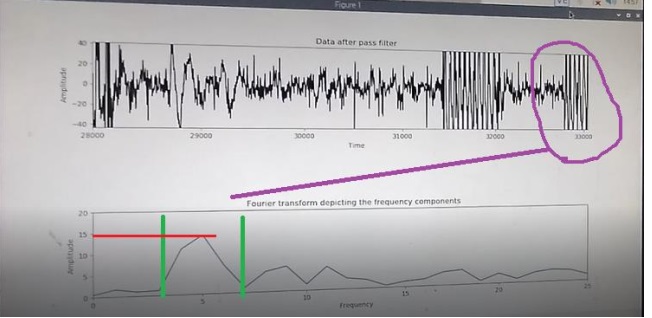 Figure 1
14:57
Data after pass filter
Amplitude
40
20
0
−20
−40
28000 29000 30000 31000 32000 33000
Time
Fourier transform depicting the frequency components
Amplitude
20
15
10
5
0
0 5 10 15 20 25
Frequency